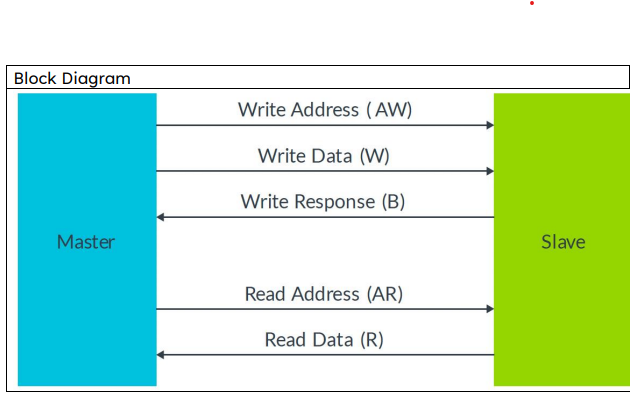 Block Diagram
Write Address ( AW)
Write Data (W)
Write Response (B)
Master
Slave
Read Address (AR)
Read Data (R)